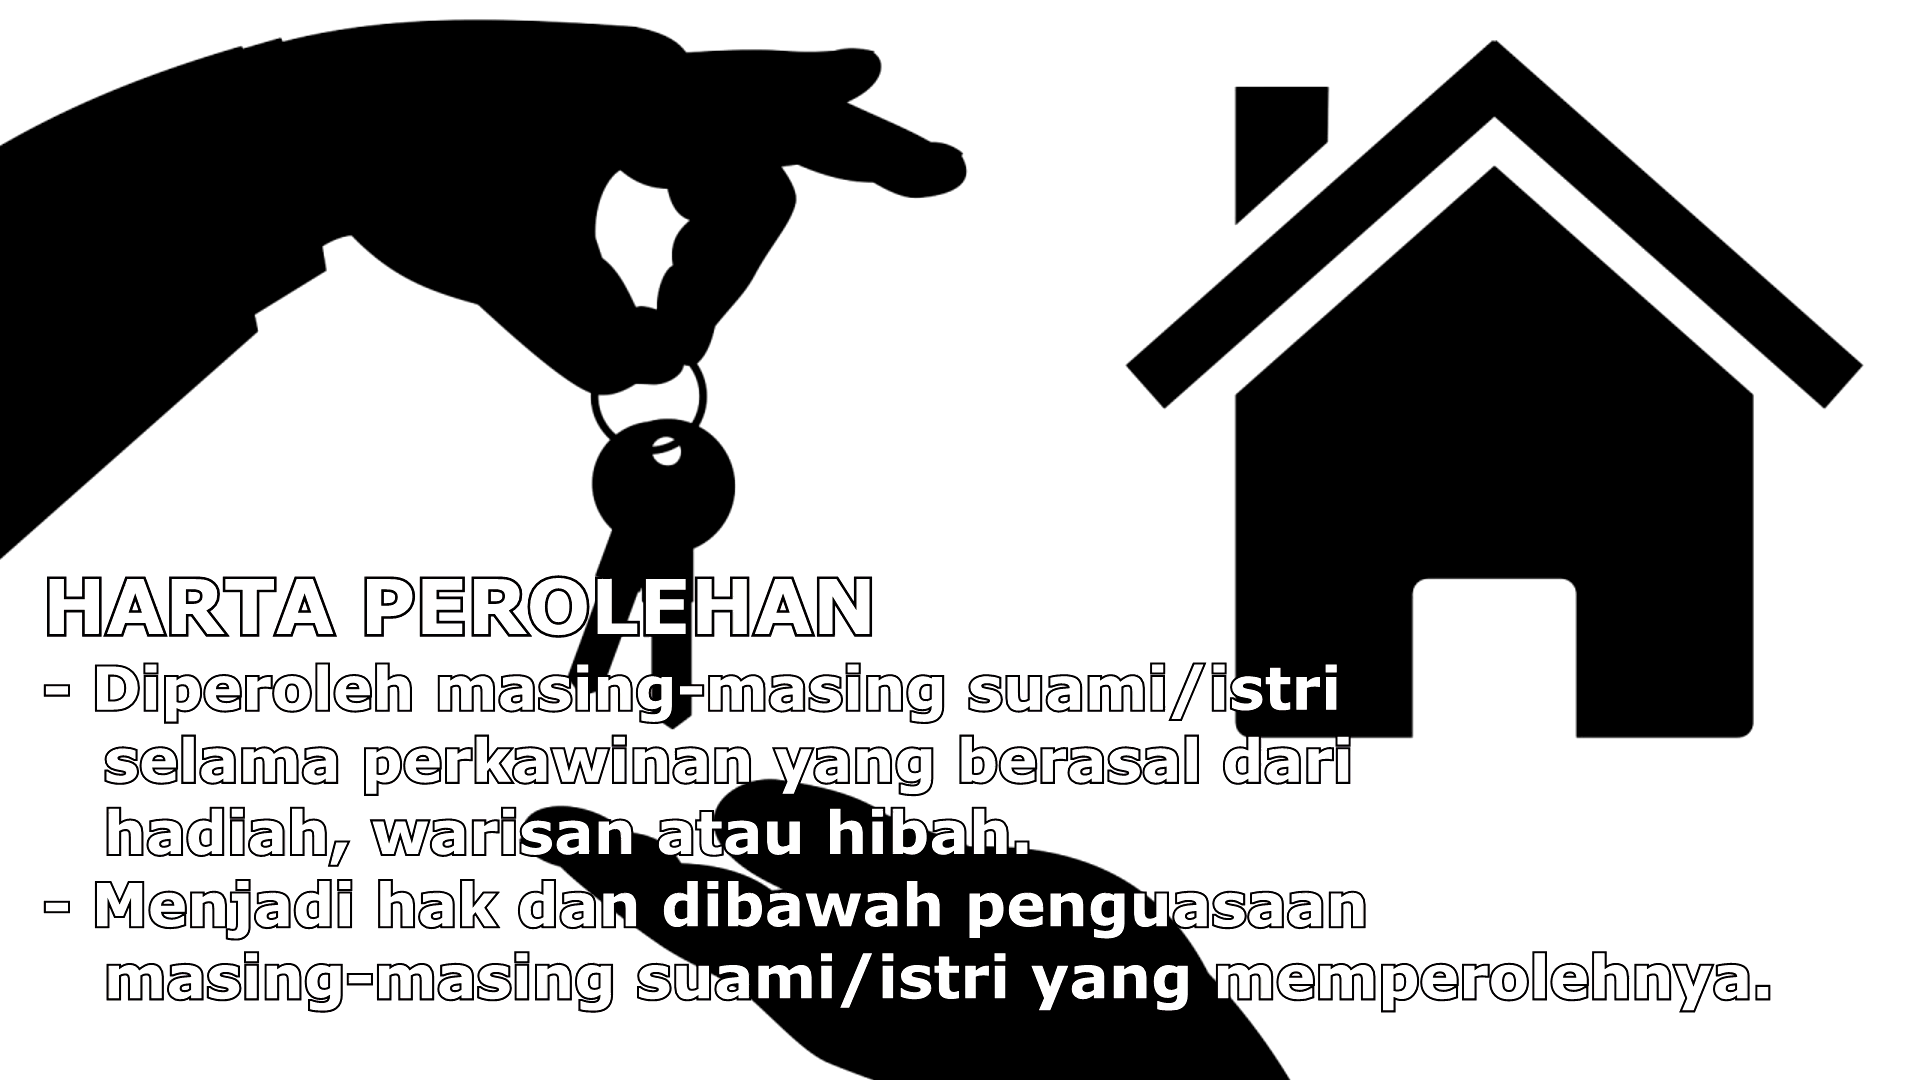 HARTA PEROLEHAN
- Diperoleh masing-masing suami/istri
selama perkawinan yang berasal dari
hadiah, warisan atau hibah.
- Menjadi hak dan dibawah penguasaan
masing-masing suami/istri yang memperolehnya.